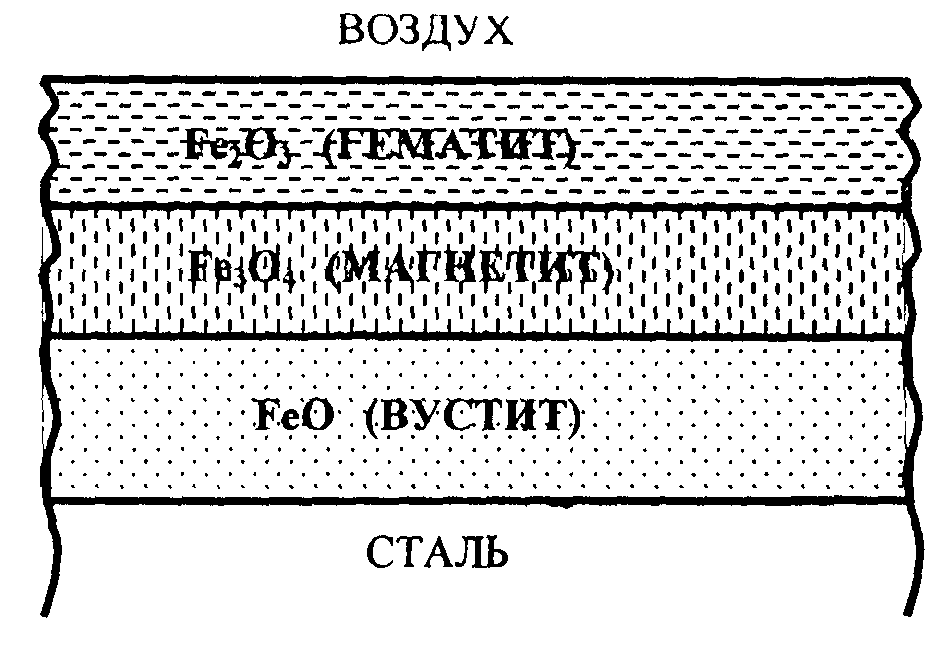 ВОЗДУХ
Fe₂O₃ (ГЕМАТИТ)
Fe₃O₄ (МАГНЕТИТ)
FeO (ВУСТИТ)
СТАЛЬ